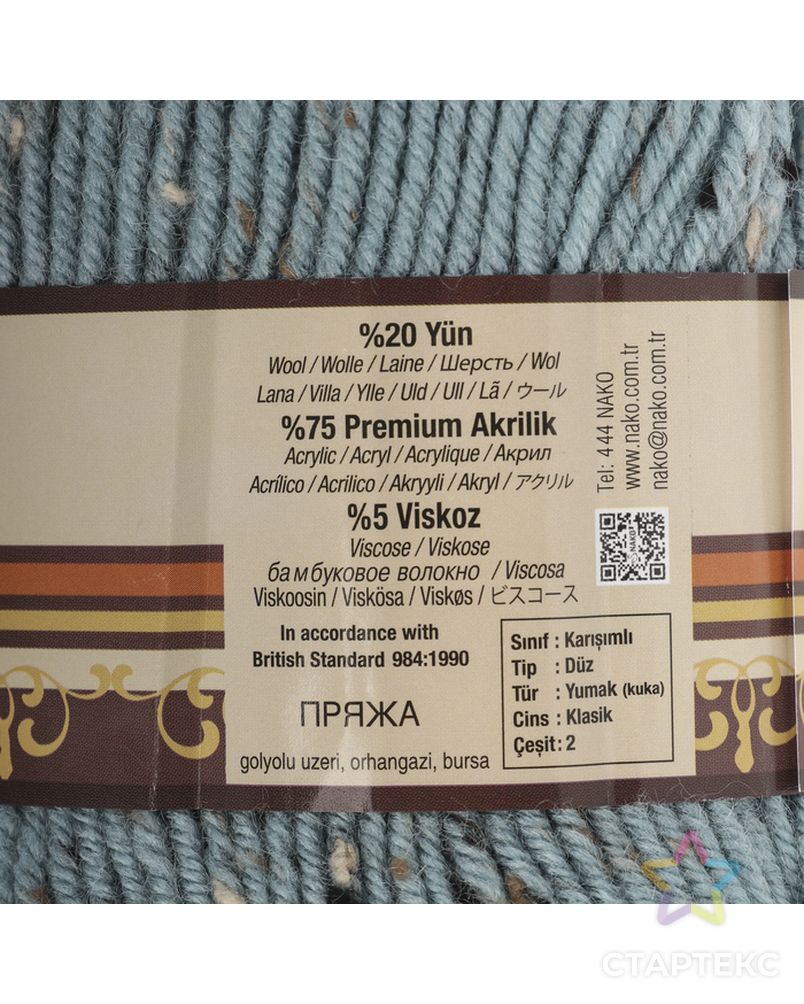 %20 Yün
Wool / Wolle / Laine / Шерсть / Wol
Lana / Villa / Ylle / Uld / Ull / Lã / ウール
%75 Premium Akrilik
Acrylic / Acryl / Acrylique / Акрил
Acrílico / Acrilico / Akryyli / Akryl / アクリル
%5 Viskoz
Viscose / Viskose
бамбуковое волокно / Viscosa
Viskoosin / Viskösa / Viskøs / ビスコース
In accordance with
British Standard 984:1990
ПРЯЖА
golyolu uzeri, orhangazi, bursa
Tel: 444 NAKO
www.nako.com.tr
nako@nako.com.tr
NAKO
Sınıf : Karışımlı
Tip : Düz
Tür : Yumak (kuka)
Cins : Klasik
Çeşit : 2
СТАРТЕКС